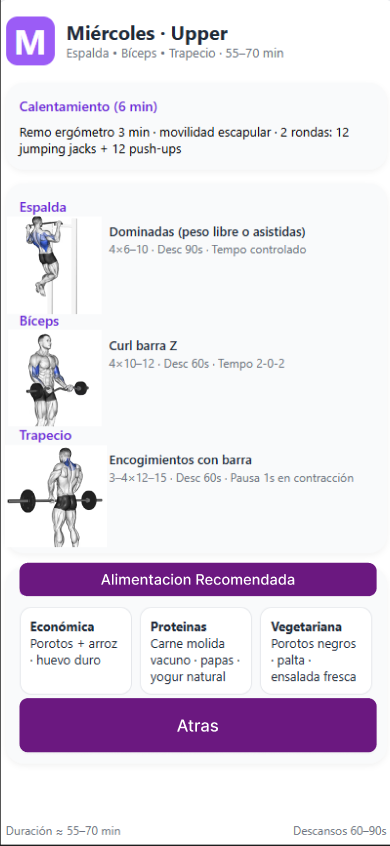 M
Miércoles · Upper
Espalda • Bíceps • Trapecio · 55–70 min
Calentamiento (6 min)
Remo ergómetro 3 min · movilidad escapular · 2 rondas: 12
jumping jacks + 12 push-ups
Espalda
Dominadas (peso libre o asistidas)
4×6–10 · Desc 90s · Tempo controlado
Bíceps
Curl barra Z
4×10–12 · Desc 60s · Tempo 2-0-2
Trapecio
Encogimientos con barra
3–4×12–15 · Desc 60s · Pausa 1s en contracción
Alimentacion Recomendada
Económica
Porotos + arroz
· huevo duro
Proteinas
Carne molida
vacuno · papas ·
yogur natural
Vegetariana
Porotos negros
· palta ·
ensalada fresca
Atras
Duración ≈ 55–70 min
Descansos 60–90s